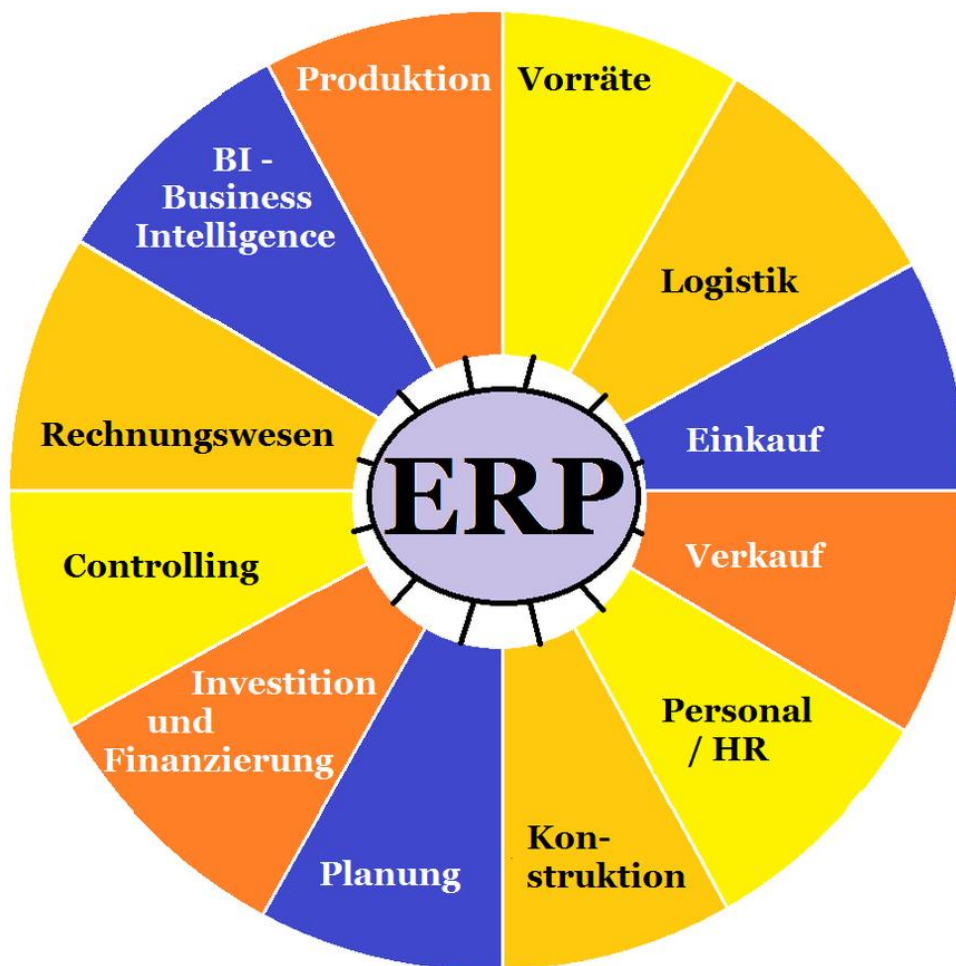 Produktion
Vorräte
BI -
Business
Intelligence
Logistik
Rechnungswesen
Einkauf
ERP
Controlling
Verkauf
Investition
und
Finanzierung
Personal
/ HR
Planung
Kon-
struktion